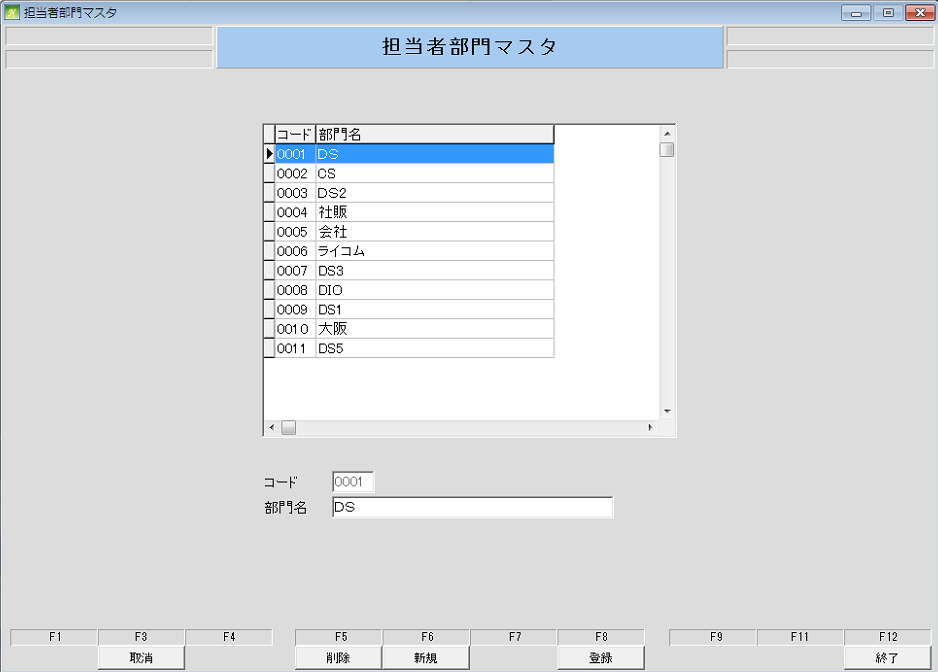 担当者部門マスタ
担当者部門マスタ
コード 部門名
0001 DS
0002 CS
0003 DS2
0004 社販
0005 会社
0006 ライコム
0007 DS3
0008 DIO
0009 DS1
0010 大阪
0011 DS5
コード 0001
部門名 DS
F1 F3 F4 F5 F6 F7 F8 F9 F11 F12
取消 削除 新規 登録 終了